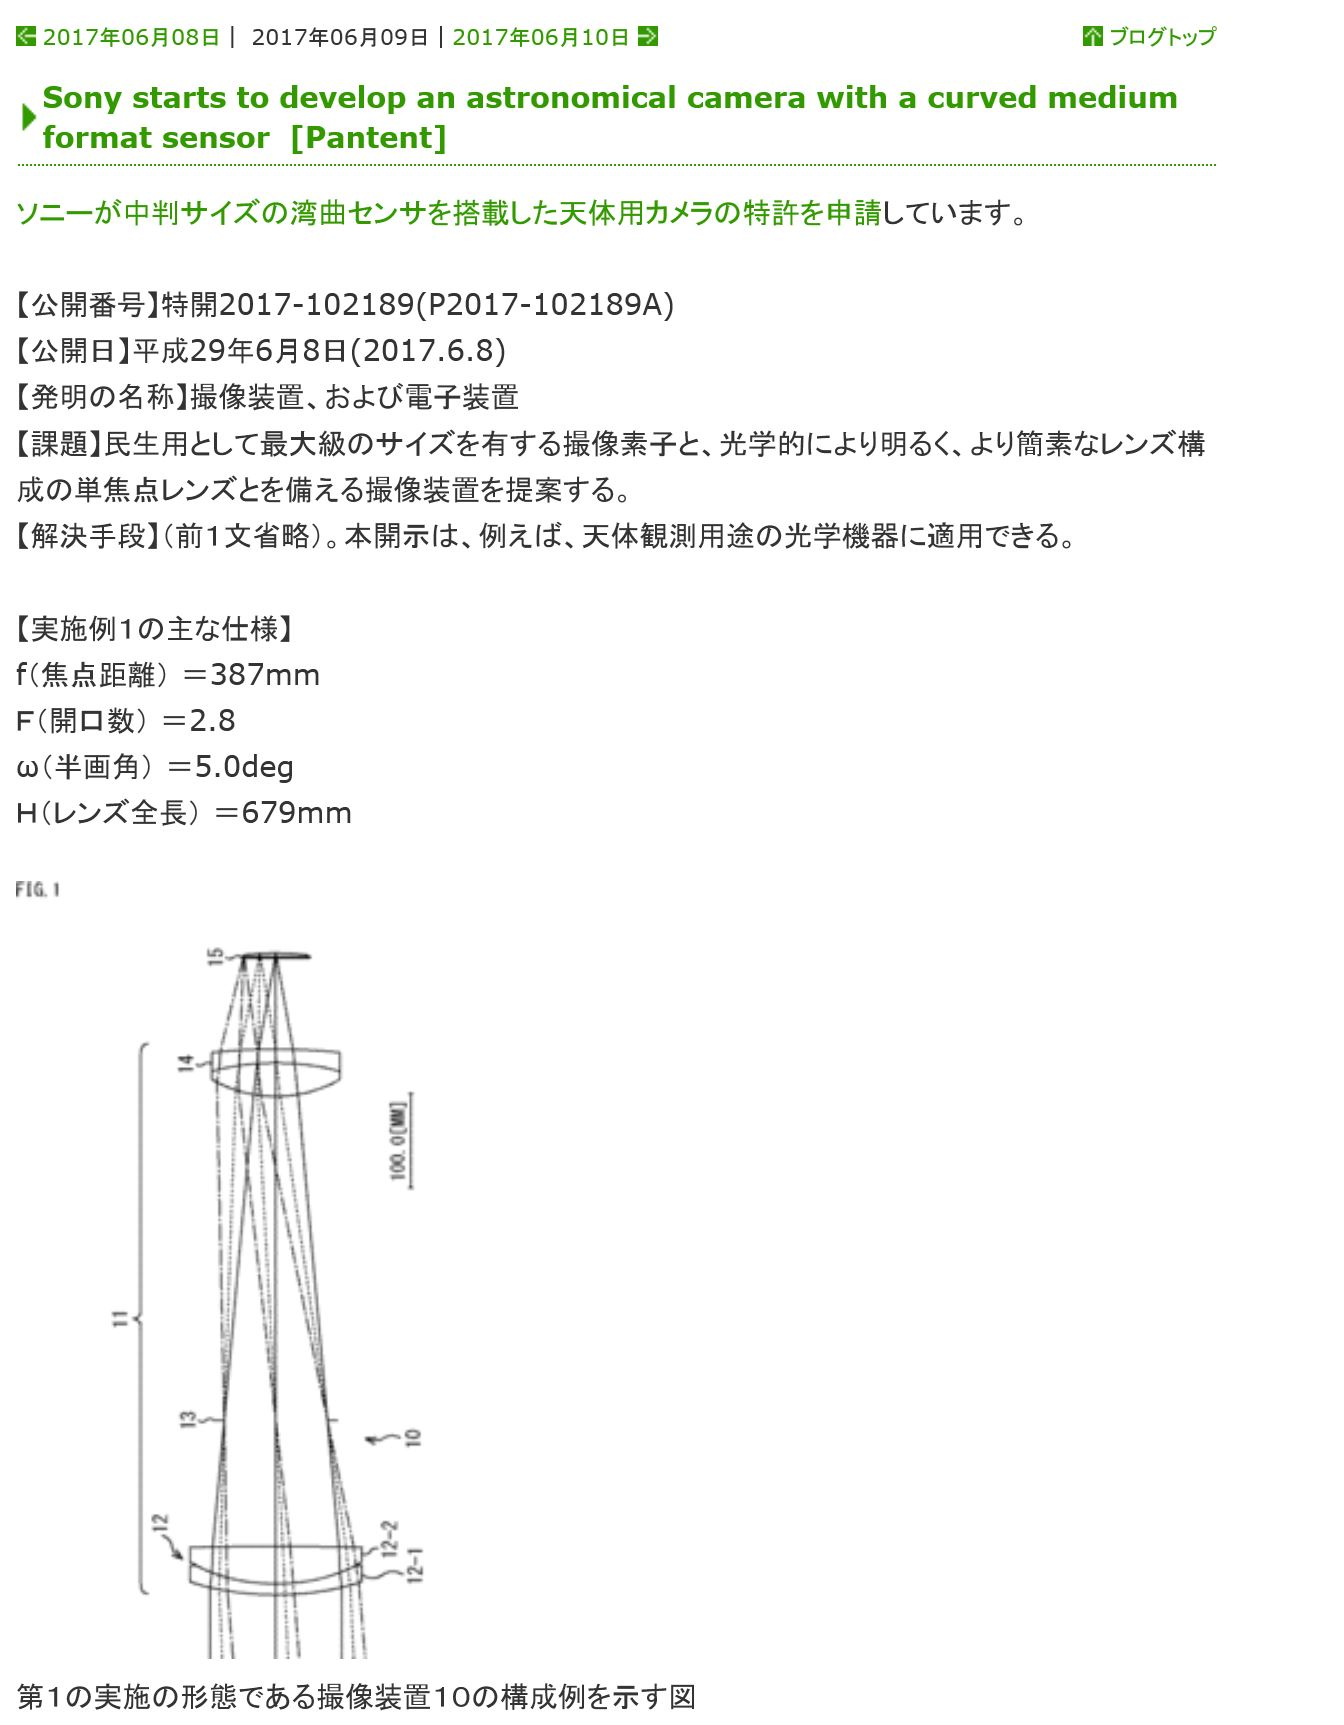 2017年06月08日 | 2017年06月09日 | 2017年06月10日 ブログトップ
Sony starts to develop an astronomical camera with a curved medium
format sensor [Pantent]
ソニーが中判サイズの湾曲センサを搭載した天体用カメラの特許を申請しています。
【公開番号】特開2017-102189(P2017-102189A)
【公開日】平成29年6月8日(2017.6.8)
【発明の名称】撮像装置、および電子装置
【課題】民生用として最大級のサイズを有する撮像素子と、光学的により明るく、より簡素なレンズ構
成の単焦点レンズとを備える撮像装置を提案する。
【解決手段】（前１文省略）。本開示は、例えば、天体観測用途の光学機器に適用できる。
【実施例１の主な仕様】
f（焦点距離） ＝387mm
F（開口数） ＝2.8
ω（半画角） ＝5.0deg
H（レンズ全長） ＝679mm
FIG. 1
15
14
100. 0[MM]
11
13
10
12
12-2
12-1
第１の実施の形態である撮像装置１０の構成例を示す図